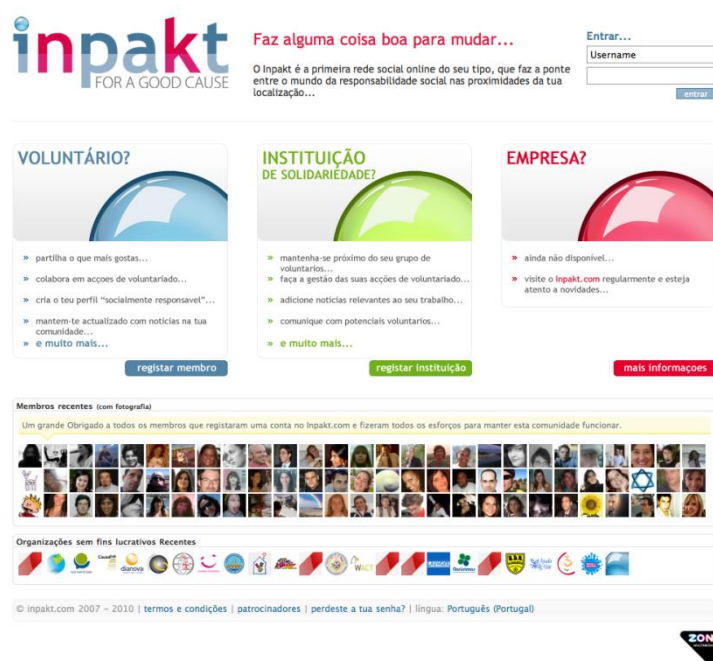 inpakt
FOR A GOOD CAUSE
Faz alguma coisa boa para mudar...
O Inpakt é a primeira rede social online do seu tipo, que faz a ponte
entre o mundo da responsabilidade social nas proximidades da tua
localização...
Entrar...
Username
entrar
VOLUNTÁRIO?
» partilha o que mais gostas...
» colabora em acçoes de voluntariado...
» cria o teu perfil “socialmente responsavel”...
» mantem-te actualizado com noticias na tua
comunidade...
» e muito mais...
registar membro
INSTITUIÇÃO
DE SOLIDARIEDADE?
» mantenha-se próximo do seu grupo de
voluntarios...
» faça a gestão das suas acções de voluntariado...
» adicione noticias relevantes ao seu trabalho...
» comunique com potenciais voluntarios...
» e muito mais...
registar instituição
EMPRESA?
» ainda não disponível...
» visite o inpakt.com regularmente e esteja
atento a novidades...
mais informaçoes
Membros recentes (com fotografia)
Um grande Obrigado a todos os membros que registaram uma conta no Inpakt.com e fizeram todos os esforços para manter esta comunidade funcionar.
Organizações sem fins lucrativos Recentes
dianova
WACT
© inpakt.com 2007 - 2010 | termos e condições | patrocinadores | perdeste a tua senha? | língua: Português (Portugal)
ZON